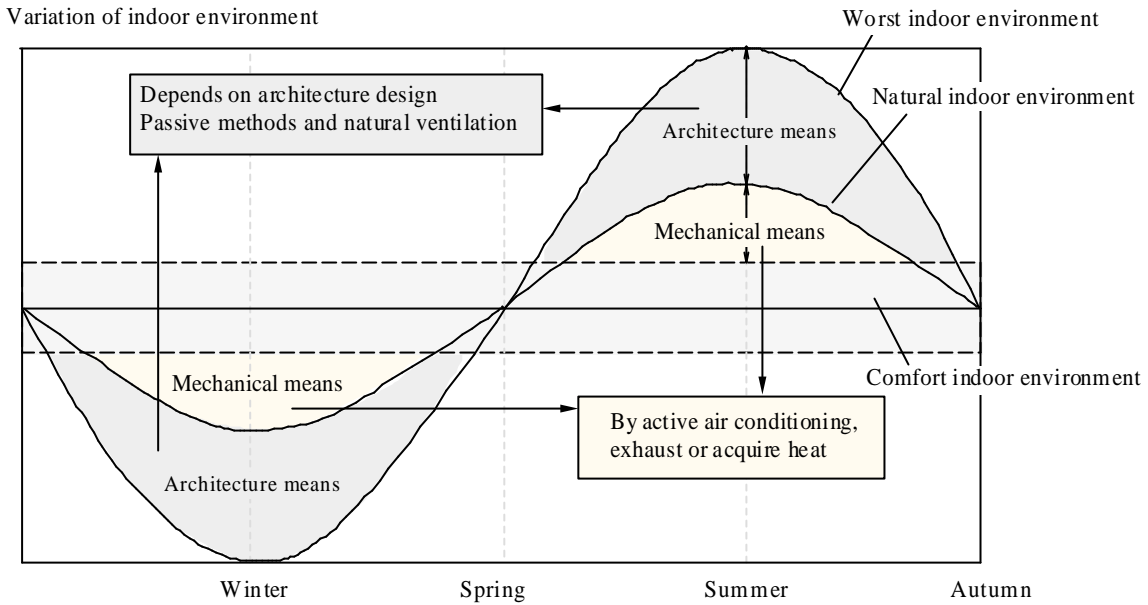 Variation of indoor environment
Worst indoor environment
Depends on architecture design
Passive methods and natural ventilation
Natural indoor environment
Architecture means
Mechanical means
Comfort indoor environment
Mechanical means
By active air conditioning,
exhaust or acquire heat
Architecture means
Winter
Spring
Summer
Autumn